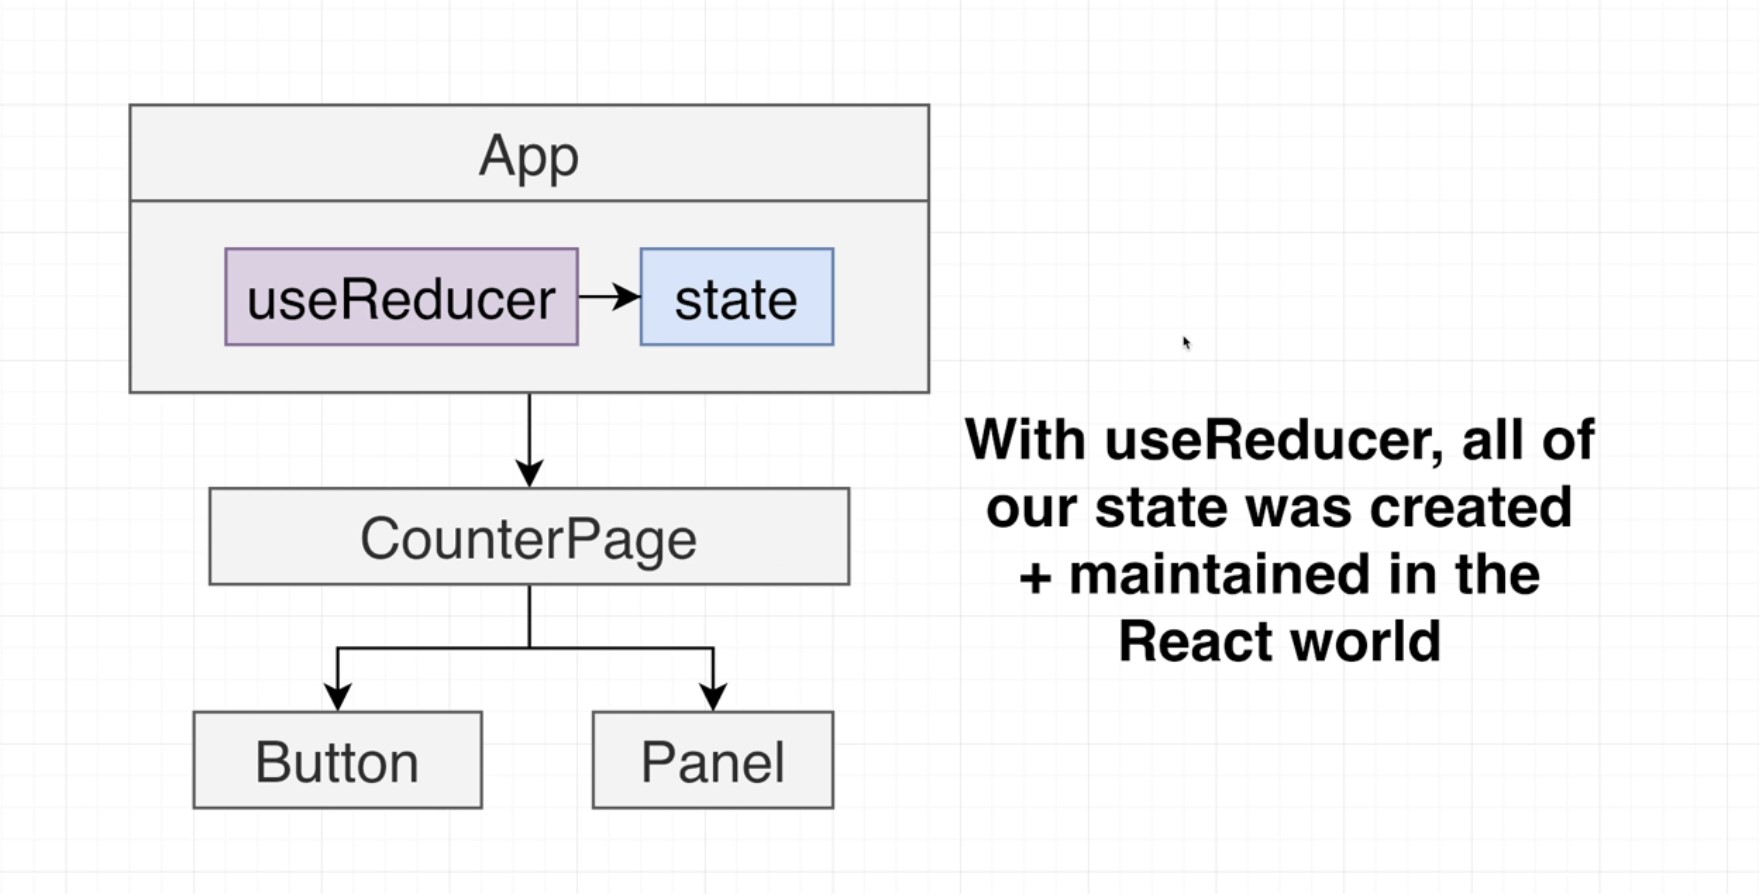 App
useReducer
state
CounterPage
Button
Panel
With useReducer, all of
our state was created
+ maintained in the
React world